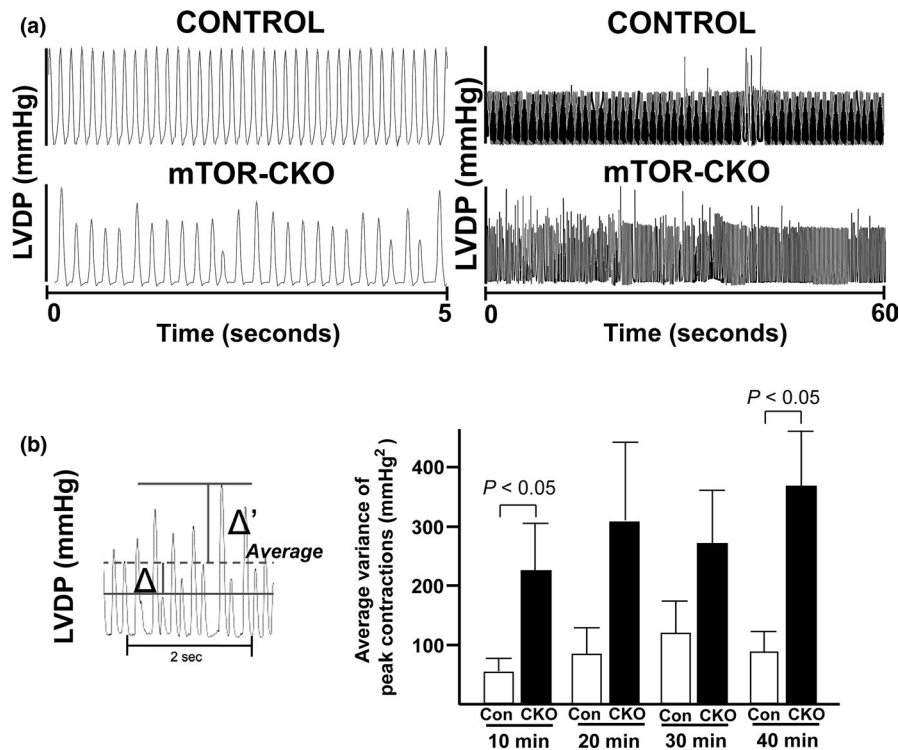 (a)
CONTROL
LVDP (mmHg)
mTOR-CKO
0 5
Time (seconds)
CONTROL
LVDP (mmHg)
mTOR-CKO
0 60
Time (seconds)
(b)
LVDP (mmHg)
Δ'
Average
Δ
2 sec
Average variance of
peak contractions (mmHg²)
400
300
200
100
P < 0.05
P < 0.05
Con CKO Con CKO Con CKO Con CKO
10 min 20 min 30 min 40 min